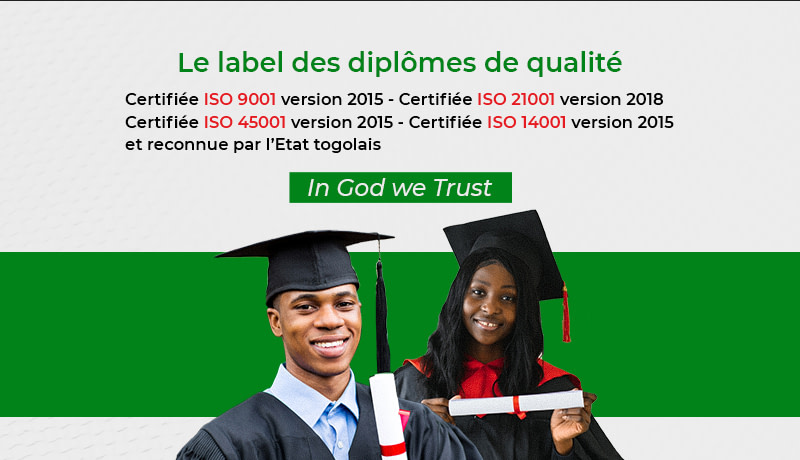 Le label des diplômes de qualité
Certifiée ISO 9001 version 2015 - Certifiée ISO 21001 version 2018
Certifiée ISO 45001 version 2015 - Certifiée ISO 14001 version 2015
et reconnue par l’Etat togolais
In God we Trust